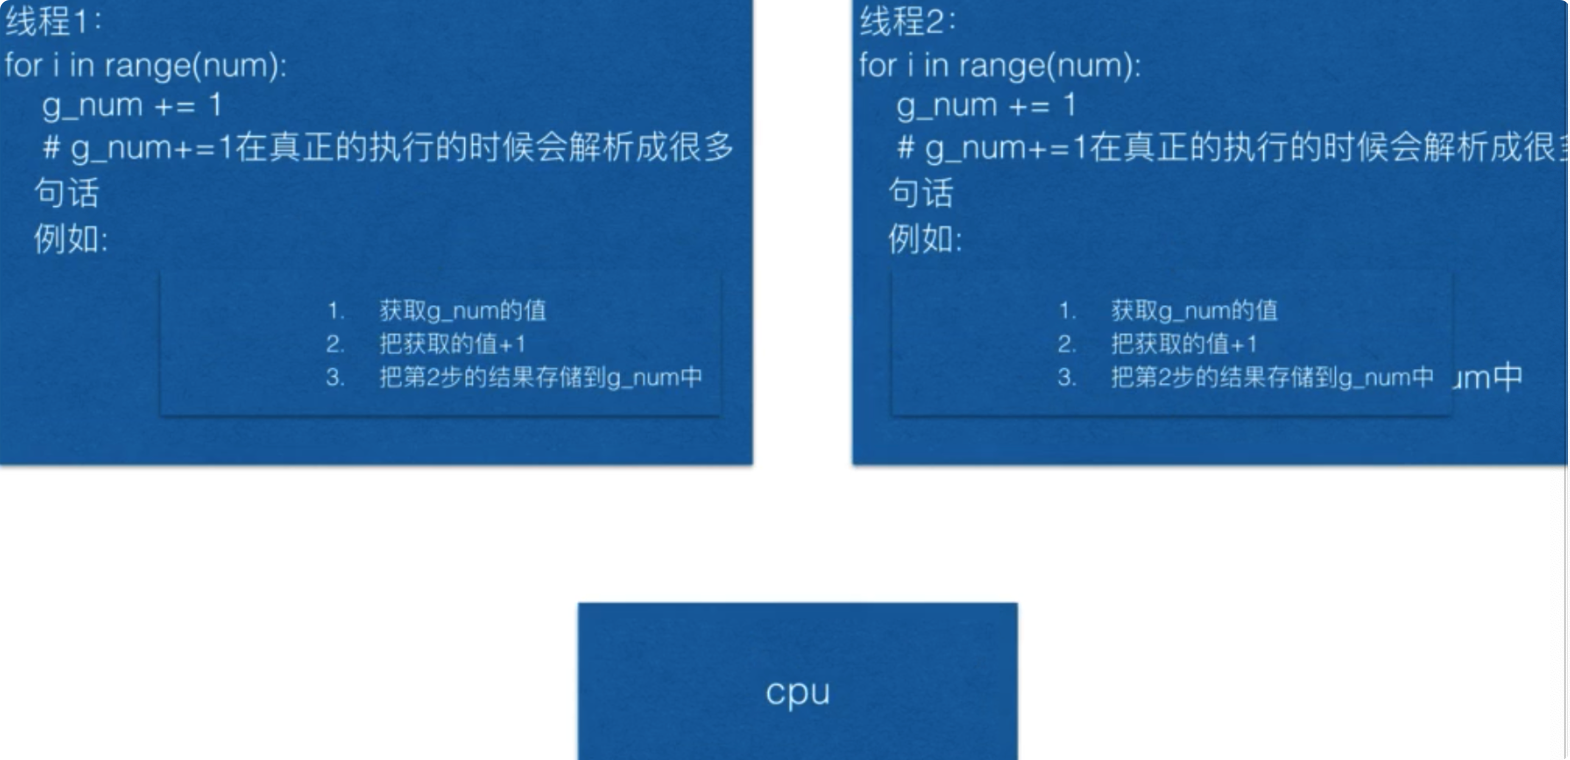 线程1:
for i in range(num):
g_num += 1
# g_num+=1在真正的执行的时候会解析成很多
句话
例如:
1. 获取g_num的值
2. 把获取的值+1
3. 把第2步的结果存储到g_num中
线程2:
for i in range(num):
g_num += 1
# g_num+=1在真正的执行的时候会解析成很
句话
例如:
1. 获取g_num的值
2. 把获取的值+1
3. 把第2步的结果存储到g_num中
um中
cpu